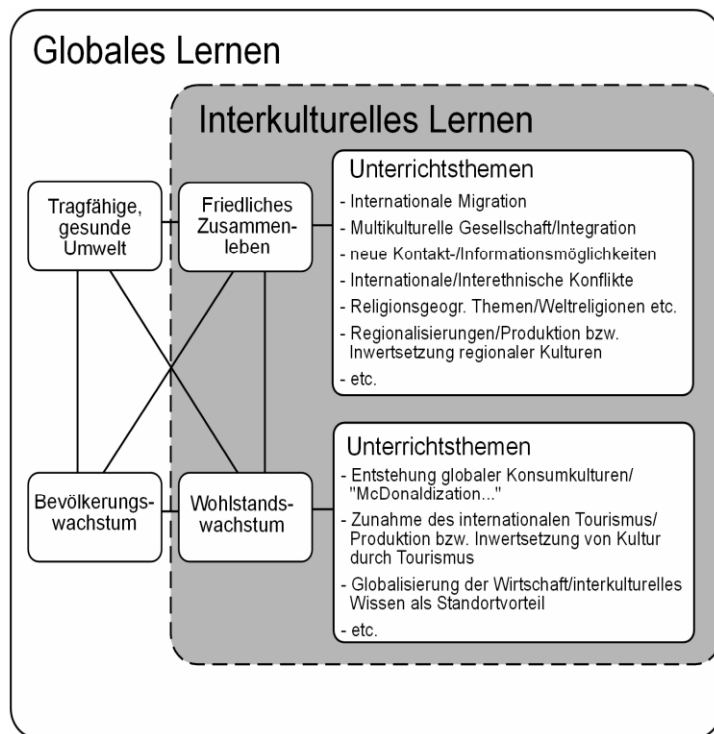 Globales Lernen
Interkulturelles Lernen
Tragfähige,
gesunde
Umwelt
Friedliches
Zusammen-
leben
Unterrichtsthemen
- Internationale Migration
- Multikulturelle Gesellschaft/Integration
- neue Kontakt-/Informationsmöglichkeiten
- Internationale/Interethnische Konflikte
- Religionsgeogr. Themen/Weltreligionen etc.
- Regionalisierungen/Produktion bzw.
Inwertsetzung regionaler Kulturen
- etc.
Bevölkerungs-
wachstum
Wohlstands-
wachstum
Unterrichtsthemen
- Entstehung globaler Konsumkulturen/
"McDonaldization..."
- Zunahme des internationalen Tourismus/
Produktion bzw. Inwertsetzung von Kultur
durch Tourismus
- Globalisierung der Wirtschaft/interkulturelles
Wissen als Standortvorteil
- etc.